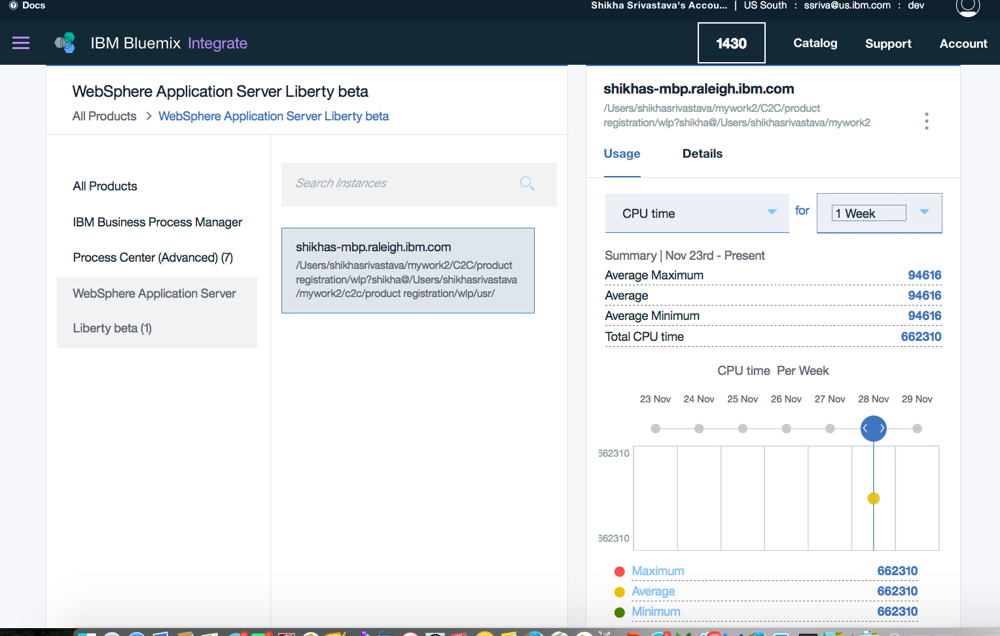 Docs
Shikha Srivastava's Accou... | US South : ssriva@us.ibm.com : dev
IBM Bluemix Integrate
1430
Catalog
Support
Account
WebSphere Application Server Liberty beta
All Products > WebSphere Application Server Liberty beta
All Products
IBM Business Process Manager
Process Center (Advanced) (7)
WebSphere Application Server
Liberty beta (1)
Search Instances
shikhas-mbp.raleigh.ibm.com
/Users/shikhasrivastava/mywork2/C2C/product
registration/wlp?shikha@/Users/shikhasrivastava
/mywork2/c2c/product registration/wlp/usr/
shikhas-mbp.raleigh.ibm.com
/Users/shikhasrivastava/mywork2/C2C/product
registration/wlp?shikha@/Users/shikhasrivastava/mywork2
Usage
Details
CPU time
for
1 Week
Summary | Nov 23rd - Present
Average Maximum 94616
Average 94616
Average Minimum 94616
Total CPU time 662310
CPU time Per Week
23 Nov 24 Nov 25 Nov 26 Nov 27 Nov 28 Nov 29 Nov
662310
662310
Maximum 662310
Average 662310
Minimum 662310